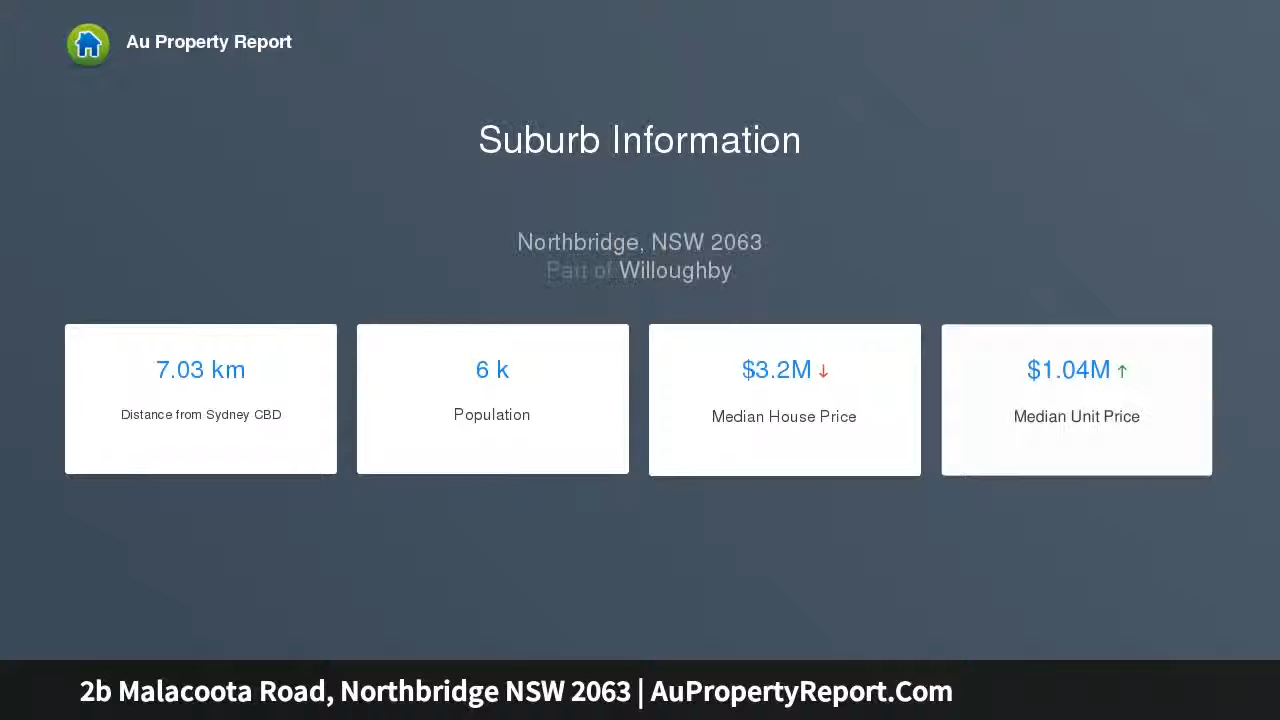 Au Property Report
Suburb Information
Northbridge, NSW 2063
Part of Willoughby
7.03 km
Distance from Sydney CBD
6 k
Population
$3.2M ↓
Median House Price
$1.04M ↑
Median Unit Price
2b Malacoota Road, Northbridge NSW 2063 | AuPropertyReport.Com